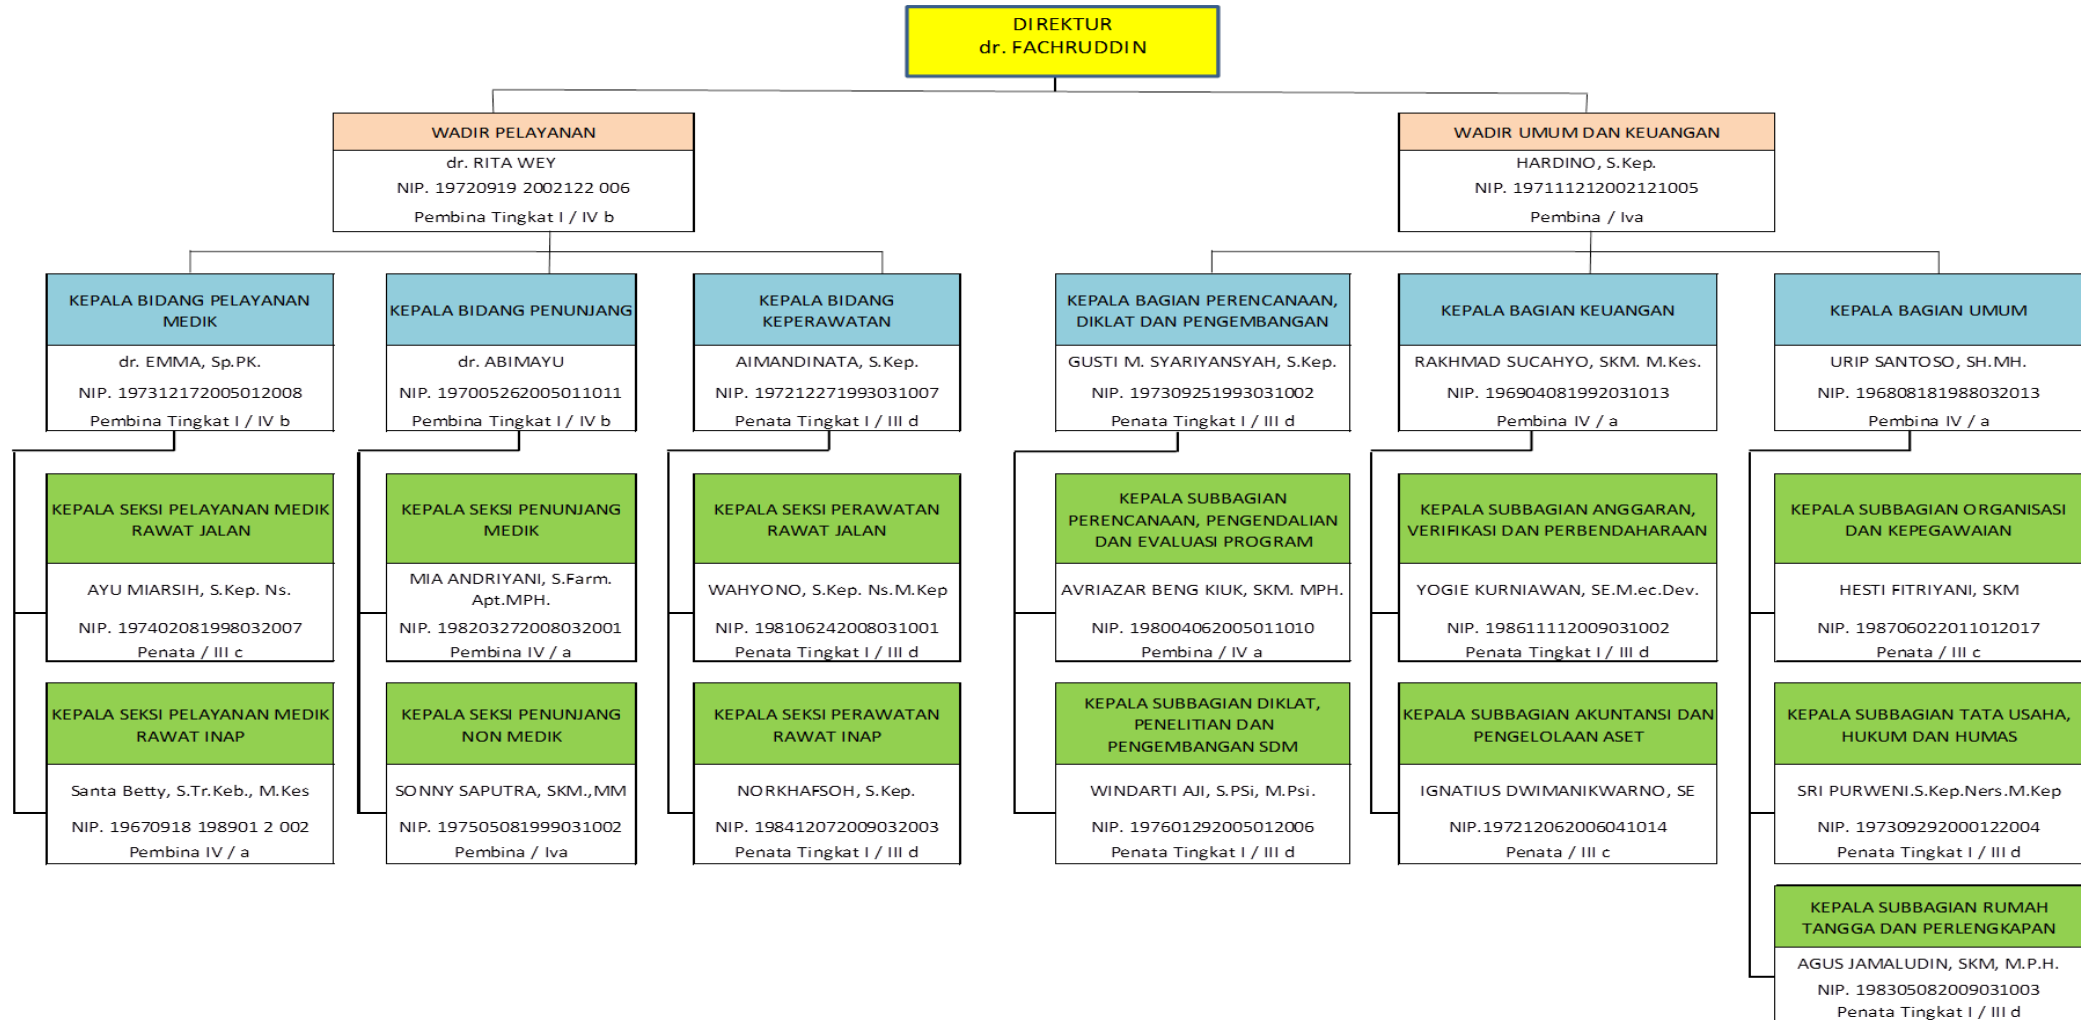 DIREKTUR
dr. FACHRUDDIN
WADIR PELAYANAN
dr. RITA WEY
NIP. 19720919 2002122 006
Pembina Tingkat I / IV b
WADIR UMUM DAN KEUANGAN
HARDINO, S.Kep.
NIP. 197111212002121005
Pembina / Iva
KEPALA BIDANG PELAYANAN
MEDIK
dr. EMMA, Sp.PK.
NIP. 197312172005012008
Pembina Tingkat I / IV b
KEPALA BIDANG PENUNJANG
dr. ABIMAYU
NIP. 197005262005011011
Pembina Tingkat I / IV b
KEPALA BIDANG
KEPERAWATAN
AIMANDINATA, S.Kep.
NIP. 197212271993031007
Penata Tingkat I / III d
KEPALA BAGIAN PERENCANAAN,
DIKLAT DAN PENGEMBANGAN
GUSTI M. SYARIYANSYAH, S.Kep.
NIP. 197309251993031002
Penata Tingkat I / III d
KEPALA BAGIAN KEUANGAN
RAKHMAD SUCAHYO, SKM. M.Kes.
NIP. 196904081992031013
Pembina IV / a
KEPALA BAGIAN UMUM
URIP SANTOSO, SH.MH.
NIP. 196808181988032013
Pembina IV / a
KEPALA SEKSI PELAYANAN MEDIK
RAWAT JALAN
AYU MIARSIH, S.Kep. Ns.
NIP. 197402081998032007
Penata / III c
KEPALA SEKSI PENUNJANG
MEDIK
MIA ANDRIYANI, S.Farm.
Apt.MPH.
NIP. 198203272008032001
Pembina IV / a
KEPALA SEKSI PERAWATAN
RAWAT JALAN
WAHYONO, S.Kep. Ns.M.Kep
NIP. 198106242008031001
Penata Tingkat I / III d
KEPALA SUBBAGIAN
PERENCANAAN, PENGENDALIAN
DAN EVALUASI PROGRAM
AVRIAZAR BENG KIUK, SKM. MPH.
NIP. 198004062005011010
Pembina / IV a
KEPALA SUBBAGIAN ANGGARAN,
VERIFIKASI DAN PERBENDAHARAAN
YOGIE KURNIAWAN, SE.M.ec.Dev.
NIP. 198611112009031002
Penata Tingkat I / III d
KEPALA SUBBAGIAN ORGANISASI
DAN KEPEGAWAIAN
HESTI FITRIYANI, SKM
NIP. 198706022011012017
Penata / III c
KEPALA SEKSI PELAYANAN MEDIK
RAWAT INAP
Santa Betty, S.Tr.Keb., M.Kes
NIP. 19670918 198901 2 002
Pembina IV / a
KEPALA SEKSI PENUNJANG
NON MEDIK
SONNY SAPUTRA, SKM.,MM
NIP. 197505081999031002
Pembina / Iva
KEPALA SEKSI PERAWATAN
RAWAT INAP
NORKHAFSOH, S.Kep.
NIP. 198412072009032003
Penata Tingkat I / III d
KEPALA SUBBAGIAN DIKLAT,
PENELITIAN DAN
PENGEMBANGAN SDM
WINDARTI AJI, S.PSi, M.Psi.
NIP. 197601292005012006
Penata Tingkat I / III d
KEPALA SUBBAGIAN AKUNTANSI DAN
PENGELOLAAN ASET
IGNATIUS DWIMANIKWARNO, SE
NIP.197212062006041014
Penata / III c
KEPALA SUBBAGIAN TATA USAHA,
HUKUM DAN HUMAS
SRI PURWENI.S.Kep.Ners.M.Kep
NIP. 197309292000122004
Penata Tingkat I / III d
KEPALA SUBBAGIAN RUMAH
TANGGA DAN PERLENGKAPAN
AGUS JAMALUDIN, SKM, M.P.H.
NIP. 198305082009031003
Penata Tingkat I / III d